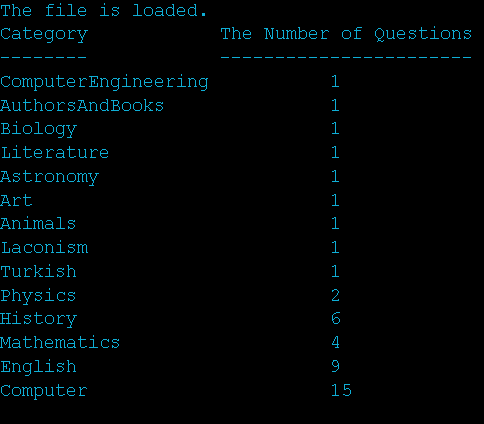 The file is loaded.
Category The Number of Questions
-------- -----------------------
ComputerEngineering 1
AuthorsAndBooks 1
Biology 1
Literature 1
Astronomy 1
Art 1
Animals 1
Laconism 1
Turkish 1
Physics 2
History 6
Mathematics 4
English 9
Computer 15